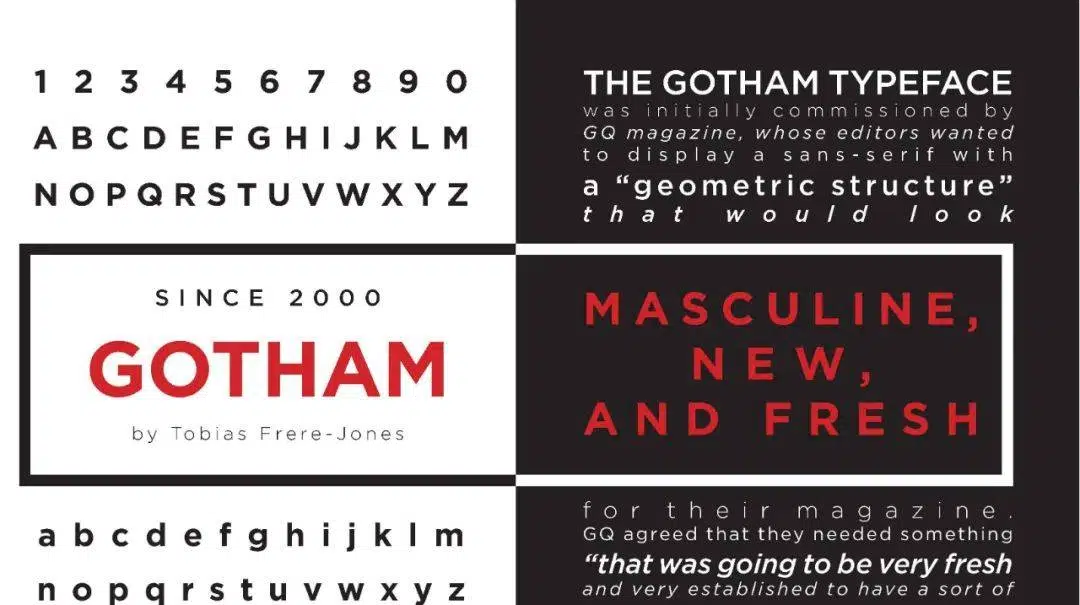 1 2 3 4 5 6 7 8 9 0
A B C D E F G H I J K L M
N O P Q R S T U V W X Y Z
SINCE 2000
GOTHAM
by Tobias Frere-Jones
a b c d e f g h i j k l m
n o p q r s t u v w x y z
THE GOTHAM TYPEFACE
was initially commissioned by
GQ magazine, whose editors wanted
to display a sans-serif with
a “geometric structure”
that would look
MASCULINE,
NEW,
AND FRESH
for their magazine.
GQ agreed that they needed something
“that was going to be very fresh
and very established to have a sort of